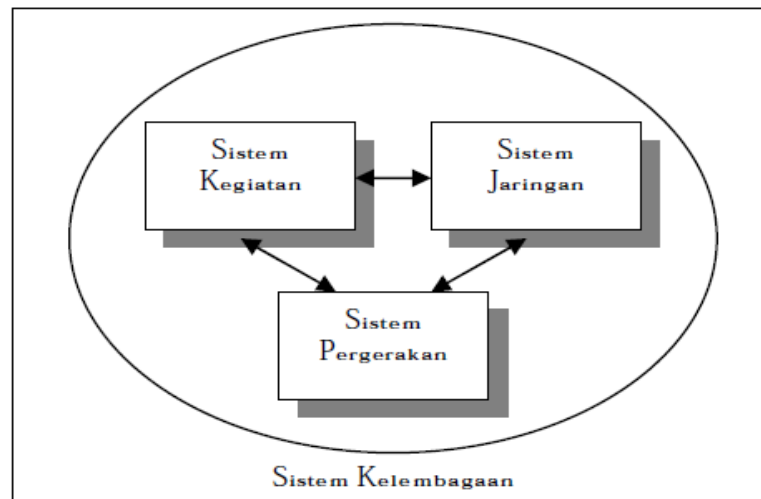 Sistem
Kegiatan
Sistem
Jaringan
Sistem
Pergerakan
Sistem Kelembagaan